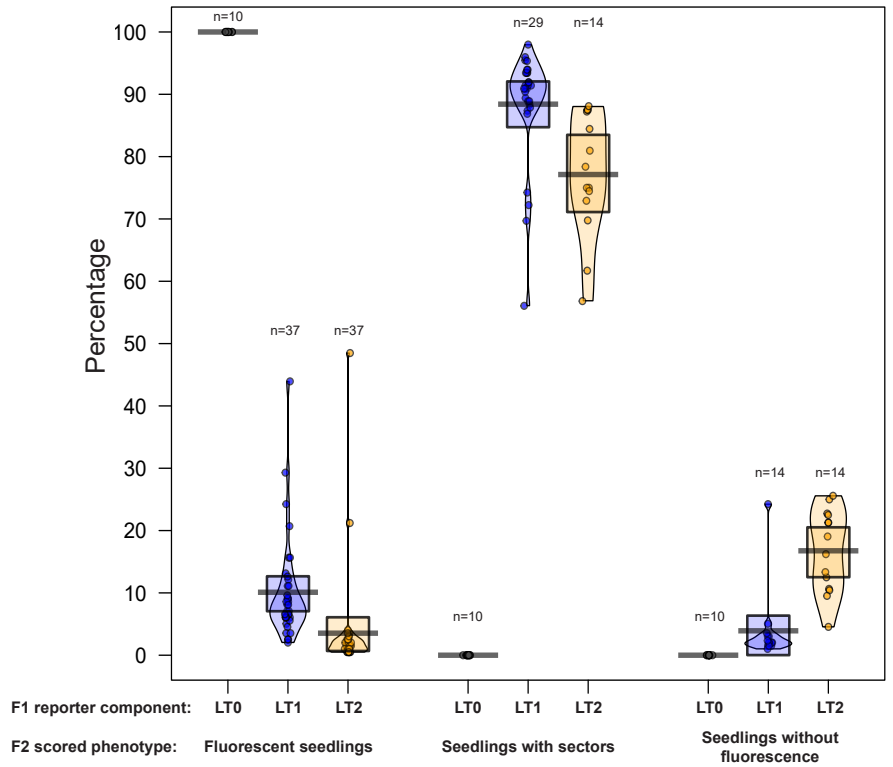 n=10
n=29
n=14
100
90
80
70
60
50
40
30
20
10
0
Percentage
n=37
n=37
n=10
n=10
n=14
n=14
F1 reporter component: LT0 LT1 LT2 LT0 LT1 LT2 LT0 LT1 LT2
F2 scored phenotype: Fluorescent seedlings Seedlings with sectors Seedlings without
fluorescence